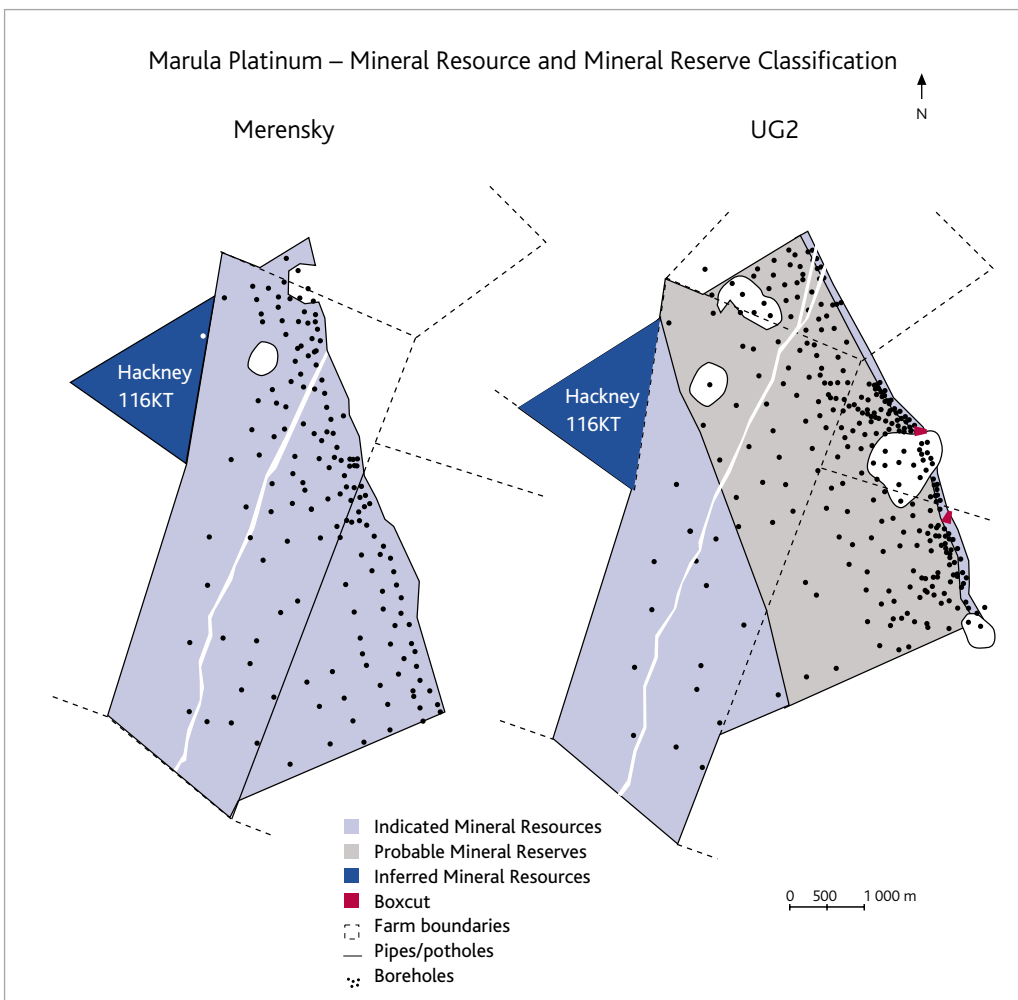 Marula Platinum – Mineral Resource and Mineral Reserve Classification
N
Merensky
UG2
Hackney
116KT
Hackney
116KT
Indicated Mineral Resources
Probable Mineral Reserves
Inferred Mineral Resources
Boxcut
Farm boundaries
Pipes/potholes
Boreholes
0 500 1 000 m